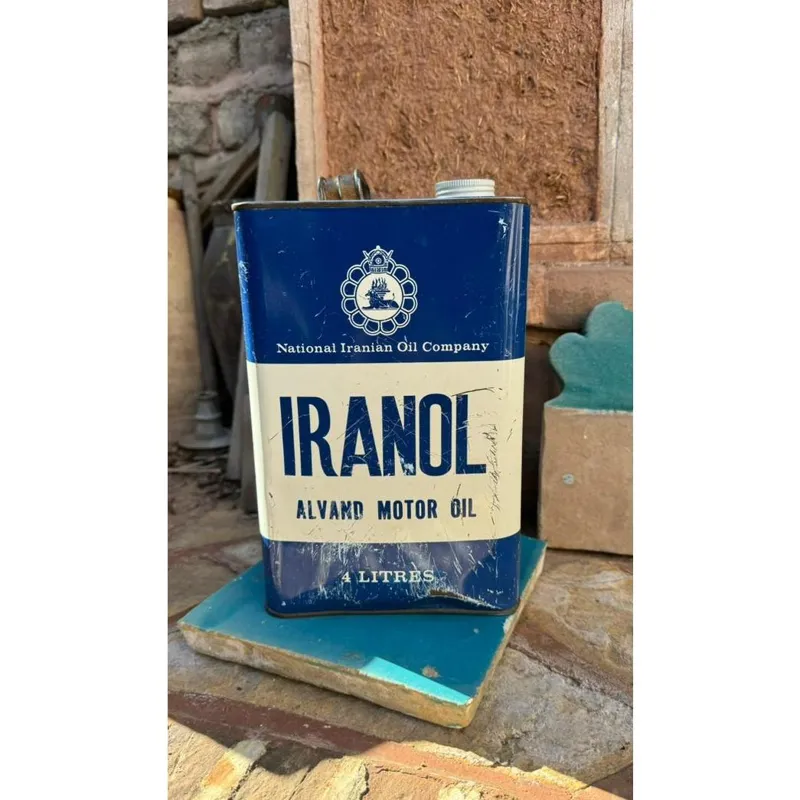 National Iranian Oil Company
IRANOL
ALVAND MOTOR OIL
4 LITRES